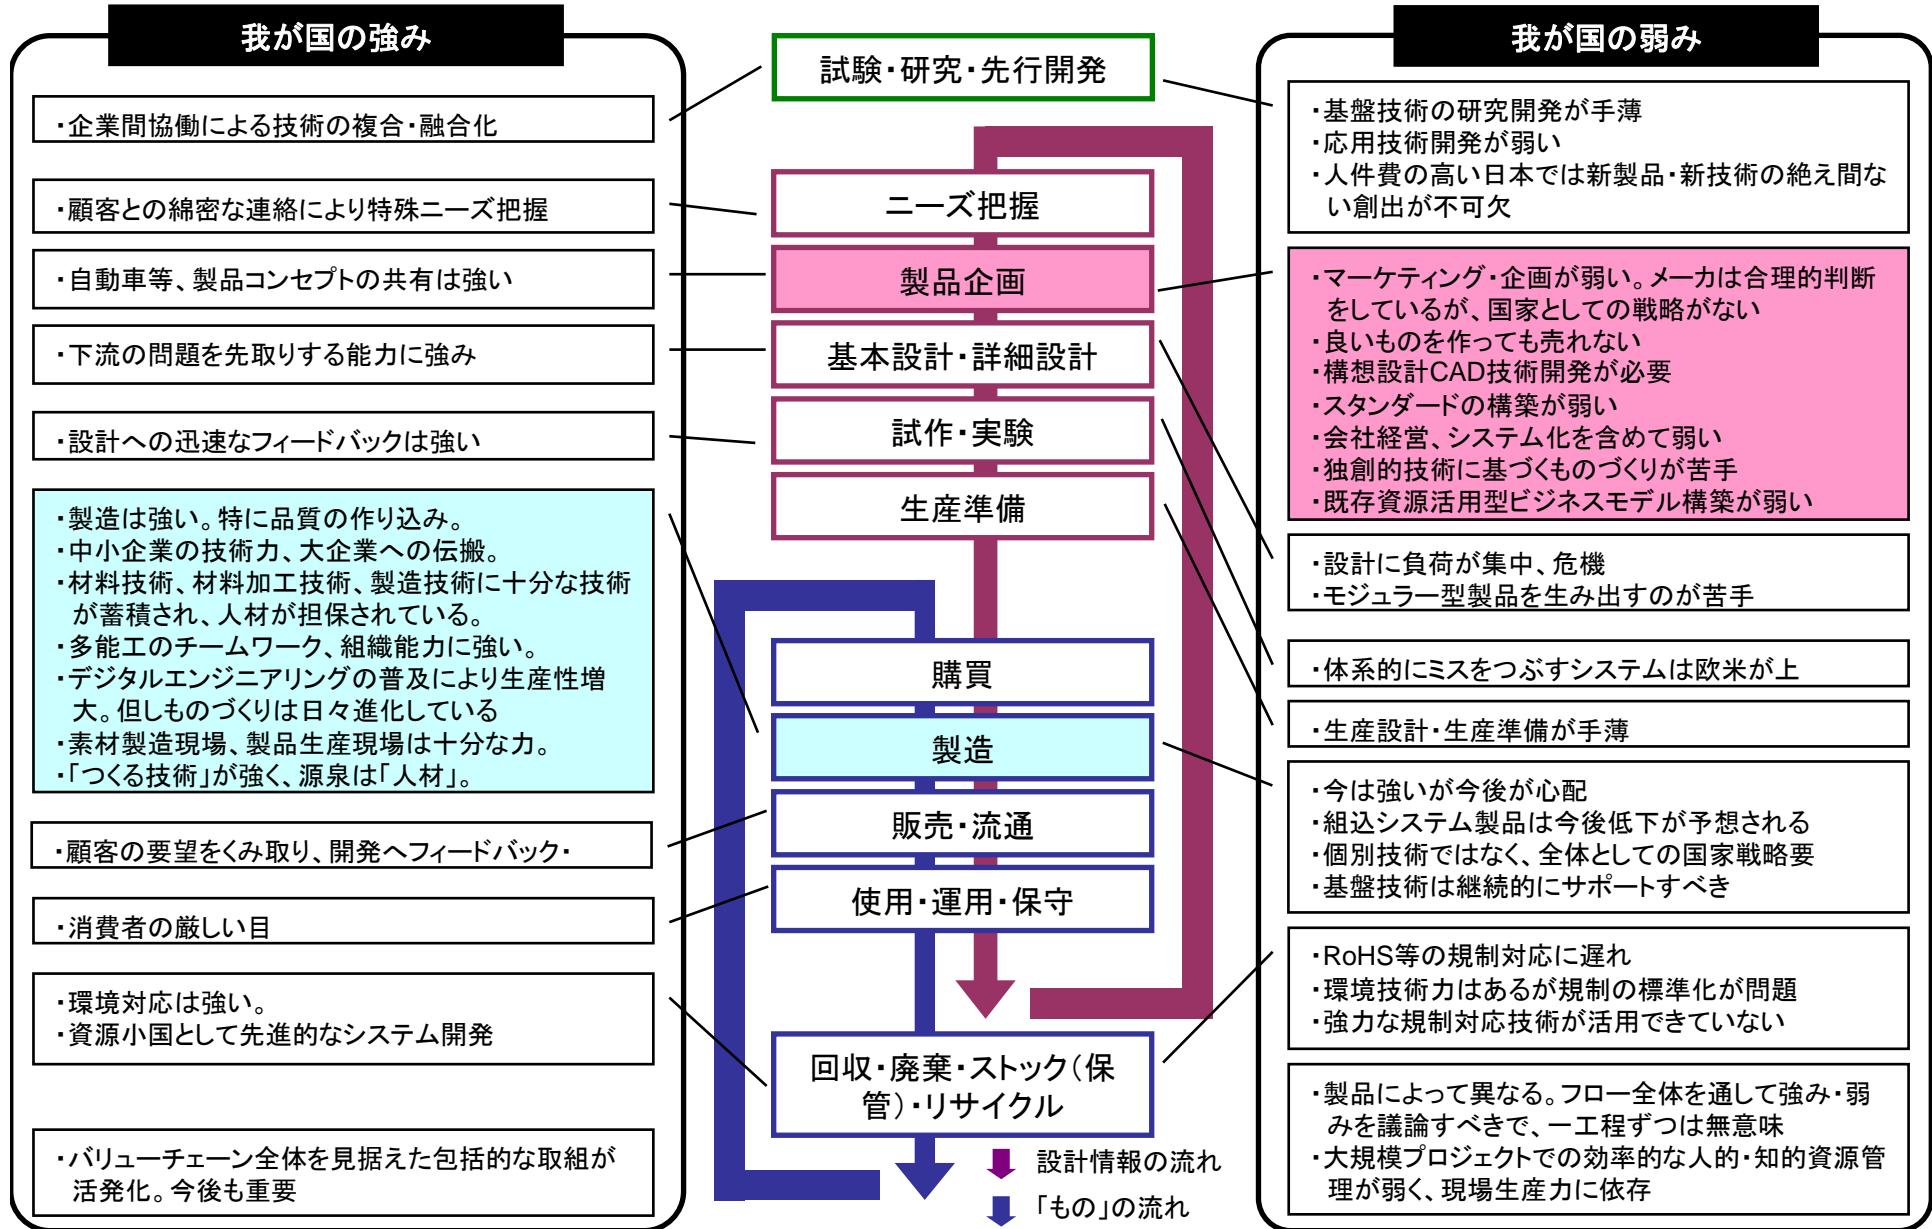 我が国の強み
・企業間協働による技術の複合・融合化
・顧客との綿密な連絡により特殊ニーズ把握
・自動車等、製品コンセプトの共有は強い
・下流の問題を先取りする能力に強み
・設計への迅速なフィードバックは強い
・製造は強い。特に品質の作り込み。
・中小企業の技術力、大企業への伝搬。
・材料技術、材料加工技術、製造技術に十分な技術
が蓄積され、人材が担保されている。
・多能工のチームワーク、組織能力に強い。
・デジタルエンジニアリングの普及により生産性増
大。但しものづくりは日々進化している
・素材製造現場、製品生産現場は十分な力。
・「つくる技術」が強く、源泉は「人材」。
・顧客の要望をくみ取り、開発へフィードバック・
・消費者の厳しい目
・環境対応は強い。
・資源小国として先進的なシステム開発
・バリューチェーン全体を見据えた包括的な取組が
活発化。今後も重要
試験・研究・先行開発
ニーズ把握
製品企画
基本設計・詳細設計
試作・実験
生産準備
購買
製造
販売・流通
使用・運用・保守
回収・廃棄・ストック(保
管)・リサイクル
設計情報の流れ
「もの」の流れ
我が国の弱み
・基盤技術の研究開発が手薄
・応用技術開発が弱い
・人件費の高い日本では新製品・新技術の絶え間な
い創出が不可欠
・マーケティング・企画が弱い。メーカは合理的判断
をしているが、国家としての戦略がない
・良いものを作っても売れない
・構想設計CAD技術開発が必要
・スタンダードの構築が弱い
・会社経営、システム化を含めて弱い
・独創的技術に基づくものづくりが苦手
・既存資源活用型ビジネスモデル構築が弱い
・設計に負荷が集中、危機
・モジュラー型製品を生み出すのが苦手
・体系的にミスをつぶすシステムは欧米が上
・生産設計・生産準備が手薄
・今は強いが今後が心配
・組込システム製品は今後低下が予想される
・個別技術ではなく、全体としての国家戦略要
・基盤技術は継続的にサポートすべき
・RoHS等の規制対応に遅れ
・環境技術力はあるが規制の標準化が問題
・強力な規制対応技術が活用できていない
・製品によって異なる。フロー全体を通して強み・弱
みを議論すべきで、一工程ずつは無意味
・大規模プロジェクトでの効率的な人的・知的資源管
理が弱く、現場生産力に依存